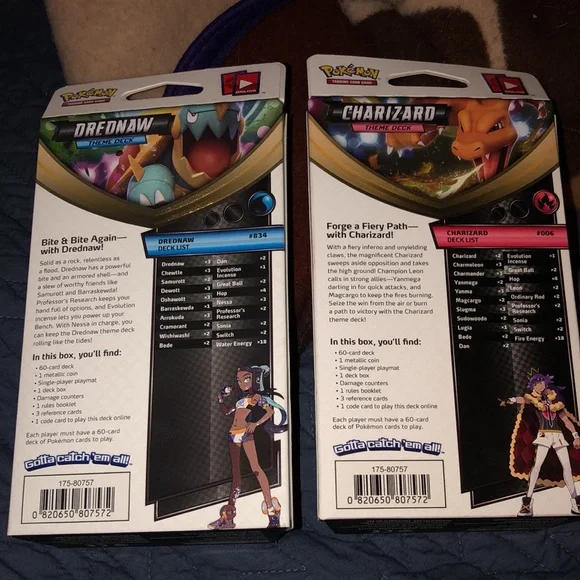 POKéMON
TRADING CARD GAME
DREDNAW
THEME DECK
Bite & Bite Again—
with Drednaw!
Solid as a rock, relentless as
a flood, Drednaw has a powerful
bite and an armored shell—and
a slew of worthy friends like
Samurott and Barraskewda!
Professor's Research keeps your
hand full of options, and Evolution
Incense lets you power up your
Bench. With Nessa in charge, you
can keep the Drednaw theme deck
rolling like the tides!
In this box, you'll find:
• 60-card deck
• 1 metallic coin
• Single-player playmat
• 1 deck box
• Damage counters
• 1 rules booklet
• 3 reference cards
• 1 code card to play this deck online
Each player must have a 60-card
deck of Pokémon cards to play.
Gotta catch 'em all!
175-80757
0 820650 807572
DREDNAW #834
DECK LIST
Drednaw
Chewtle
Samurott
Dewott
Oshawott
Barraskewda
Arrokuda
Cramorant
Wishiwashi
Bede
Dan
Evolution
Incense
Great Ball
Hop
Nessa
Professor's
Research
Sonia
Switch
Water Energy ×18
POKéMON
TRADING CARD GAME
CHARIZARD
THEME DECK
Forge a Fiery Path—
with Charizard!
With a fiery inferno and unyielding
claws, the magnificent Charizard
sweeps aside opposition and takes
the high ground! Champion Leon
calls in strong allies—Yanmega
darting in for quick attacks, and
Magcargo to keep the fires burning.
Seize the win from the air or burn
a path to victory with the Charizard
theme deck!
In this box, you'll find:
• 60-card deck
• 1 metallic coin
• Single-player playmat
• 1 deck box
• Damage counters
• 1 rules booklet
• 3 reference cards
• 1 code card to play this deck online
Each player must have a 60-card
deck of Pokémon cards to play.
Gotta catch 'em all!
175-80757
0 820650 807572
CHARIZARD #006
DECK LIST
Charizard
Charmeleon
Charmander
Yanmega
Yanma
Magcargo
Slugma
Sudowoodo
Lugia
Bede
Dan
Evolution
Incense
Great Ball
Hop
Leon
Ordinary Rod
Professor's
Research
Sonia
Switch
Fire Energy ×18